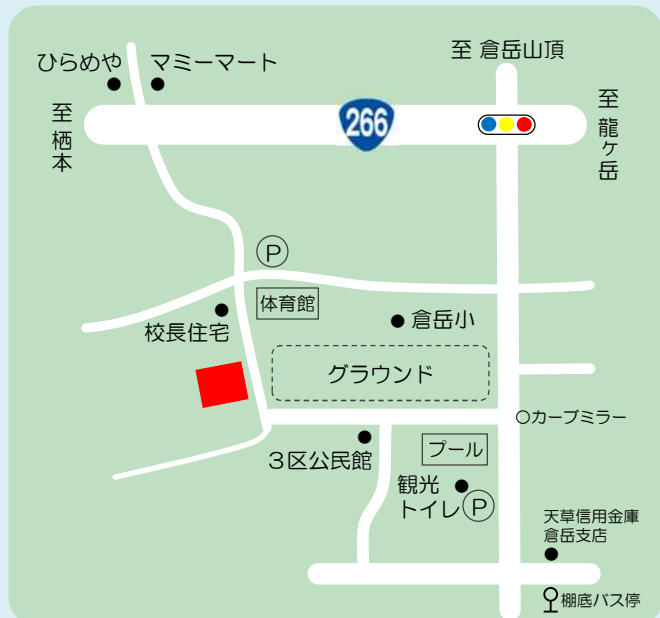 至 倉岳山頂
ひらめや
マミーマート
至 栖本
266
至 龍ヶ岳
P
体育館
校長住宅
倉岳小
グラウンド
カーブミラー
3区公民館
プール
観光
トイレ
P
天草信用金庫
倉岳支店
棚底バス停